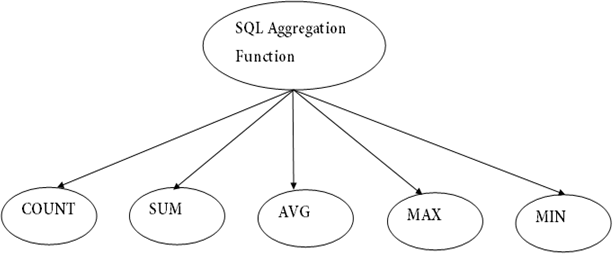 SQL Aggregation
Function
COUNT
SUM
AVG
MAX
MIN